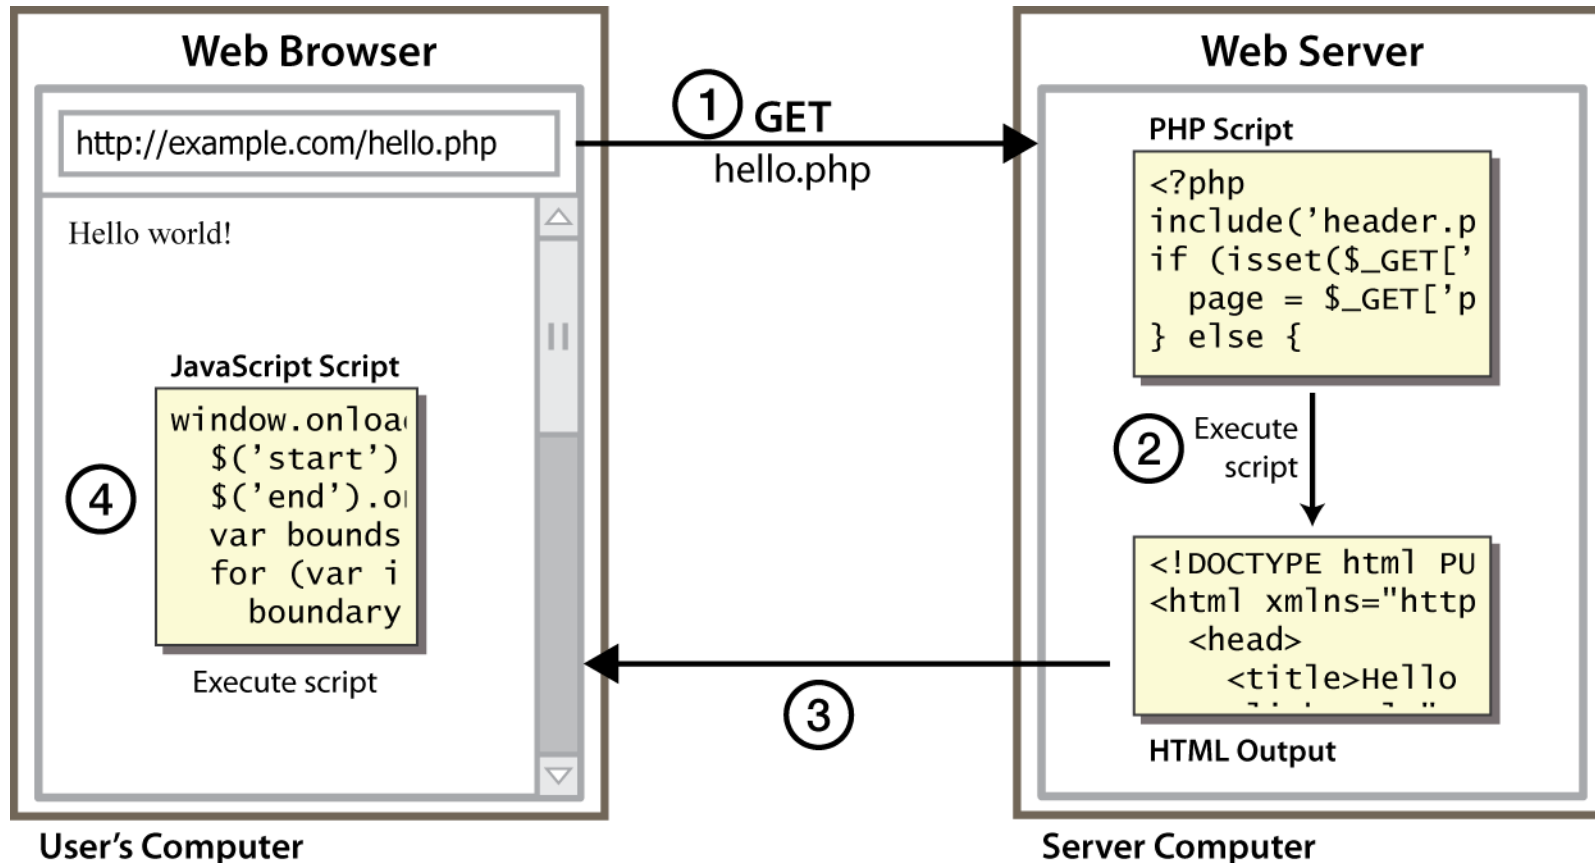 Web Browser
http://example.com/hello.php
Hello world!
JavaScript Script
window.onloa
$('start')
$('end').o
var bounds
for (var i
boundary
4
Execute script
User's Computer
1 GET
hello.php
3
Web Server
PHP Script
<?php
include('header.p
if (isset($_GET['
page = $_GET['p
} else {
2
Execute
script
<!DOCTYPE html PU
<html xmlns="http
<head>
<title>Hello
HTML Output
Server Computer